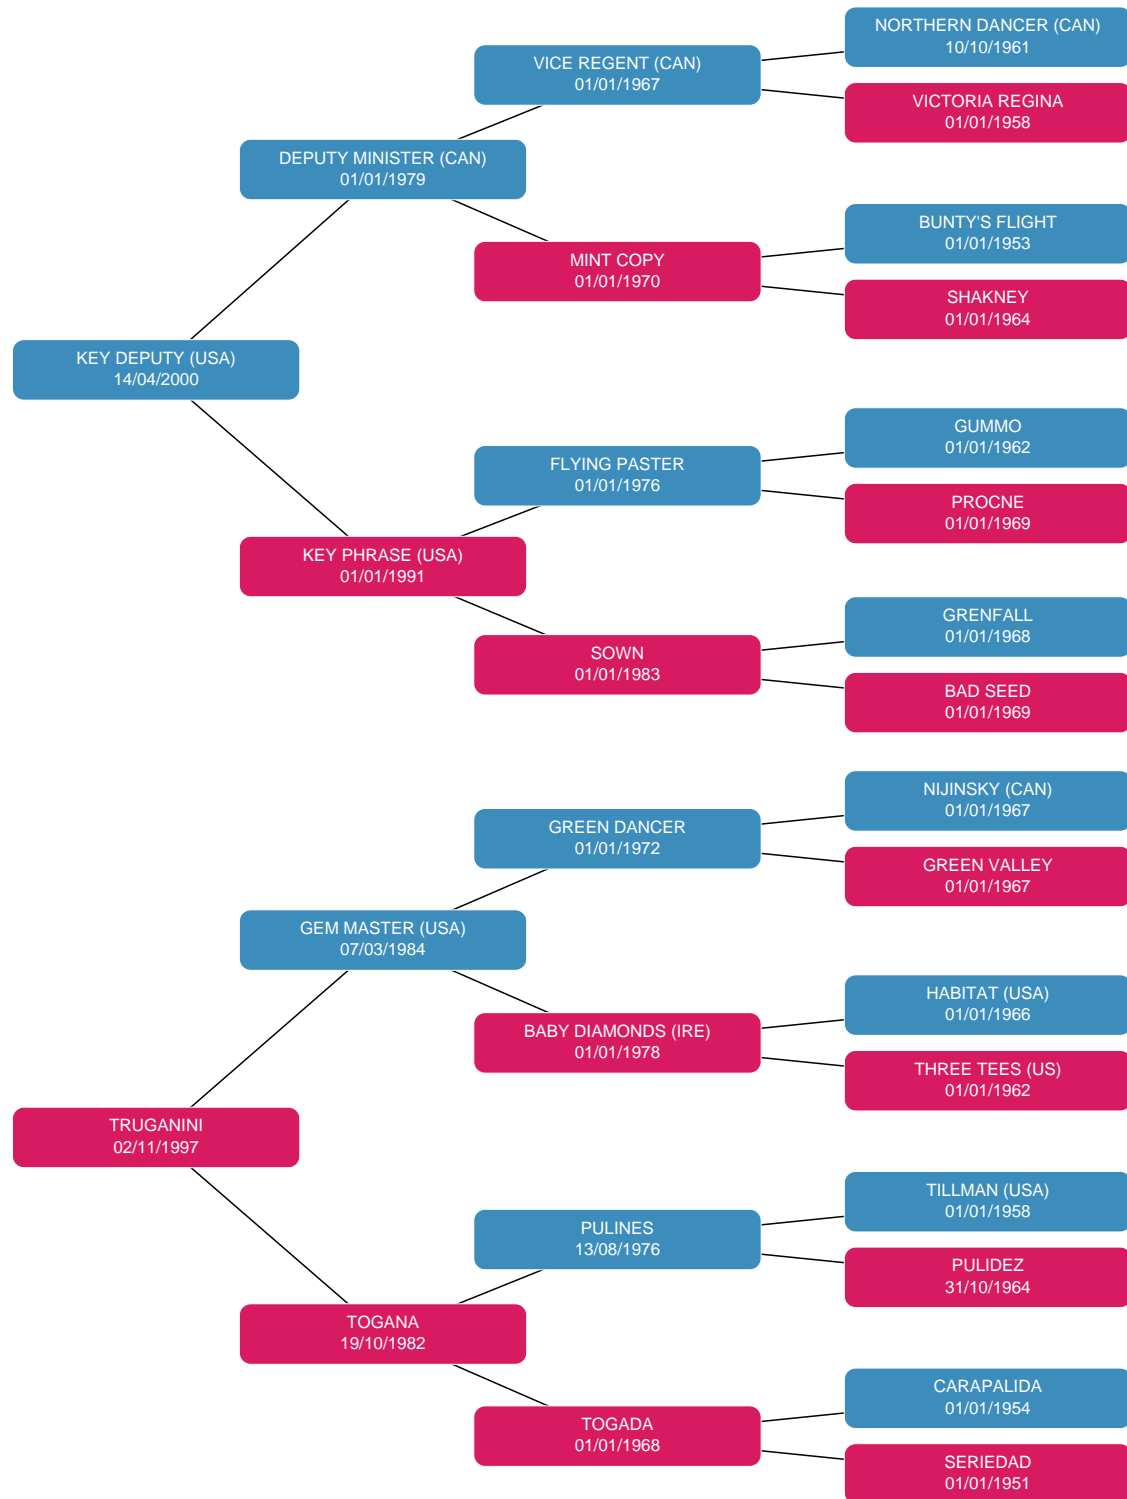 NORTHERN DANCER (CAN)
10/10/1961
VICE REGENT (CAN)
01/01/1967
VICTORIA REGINA
01/01/1958
DEPUTY MINISTER (CAN)
01/01/1979
BUNTY'S FLIGHT
01/01/1953
MINT COPY
01/01/1970
SHAKNEY
01/01/1964
KEY DEPUTY (USA)
14/04/2000
GUMMO
01/01/1962
FLYING PASTER
01/01/1976
PROCNE
01/01/1969
KEY PHRASE (USA)
01/01/1991
GRENFALL
01/01/1968
SOWN
01/01/1983
BAD SEED
01/01/1969
NIJINSKY (CAN)
01/01/1967
GREEN DANCER
01/01/1972
GREEN VALLEY
01/01/1967
GEM MASTER (USA)
07/03/1984
HABITAT (USA)
01/01/1966
BABY DIAMONDS (IRE)
01/01/1978
THREE TEES (US)
01/01/1962
TRUGANINI
02/11/1997
TILLMAN (USA)
01/01/1958
PULINES
13/08/1976
PULIDEZ
31/10/1964
TOGANA
19/10/1982
CARAPALIDA
01/01/1954
TOGADA
01/01/1968
SERIEDAD
01/01/1951